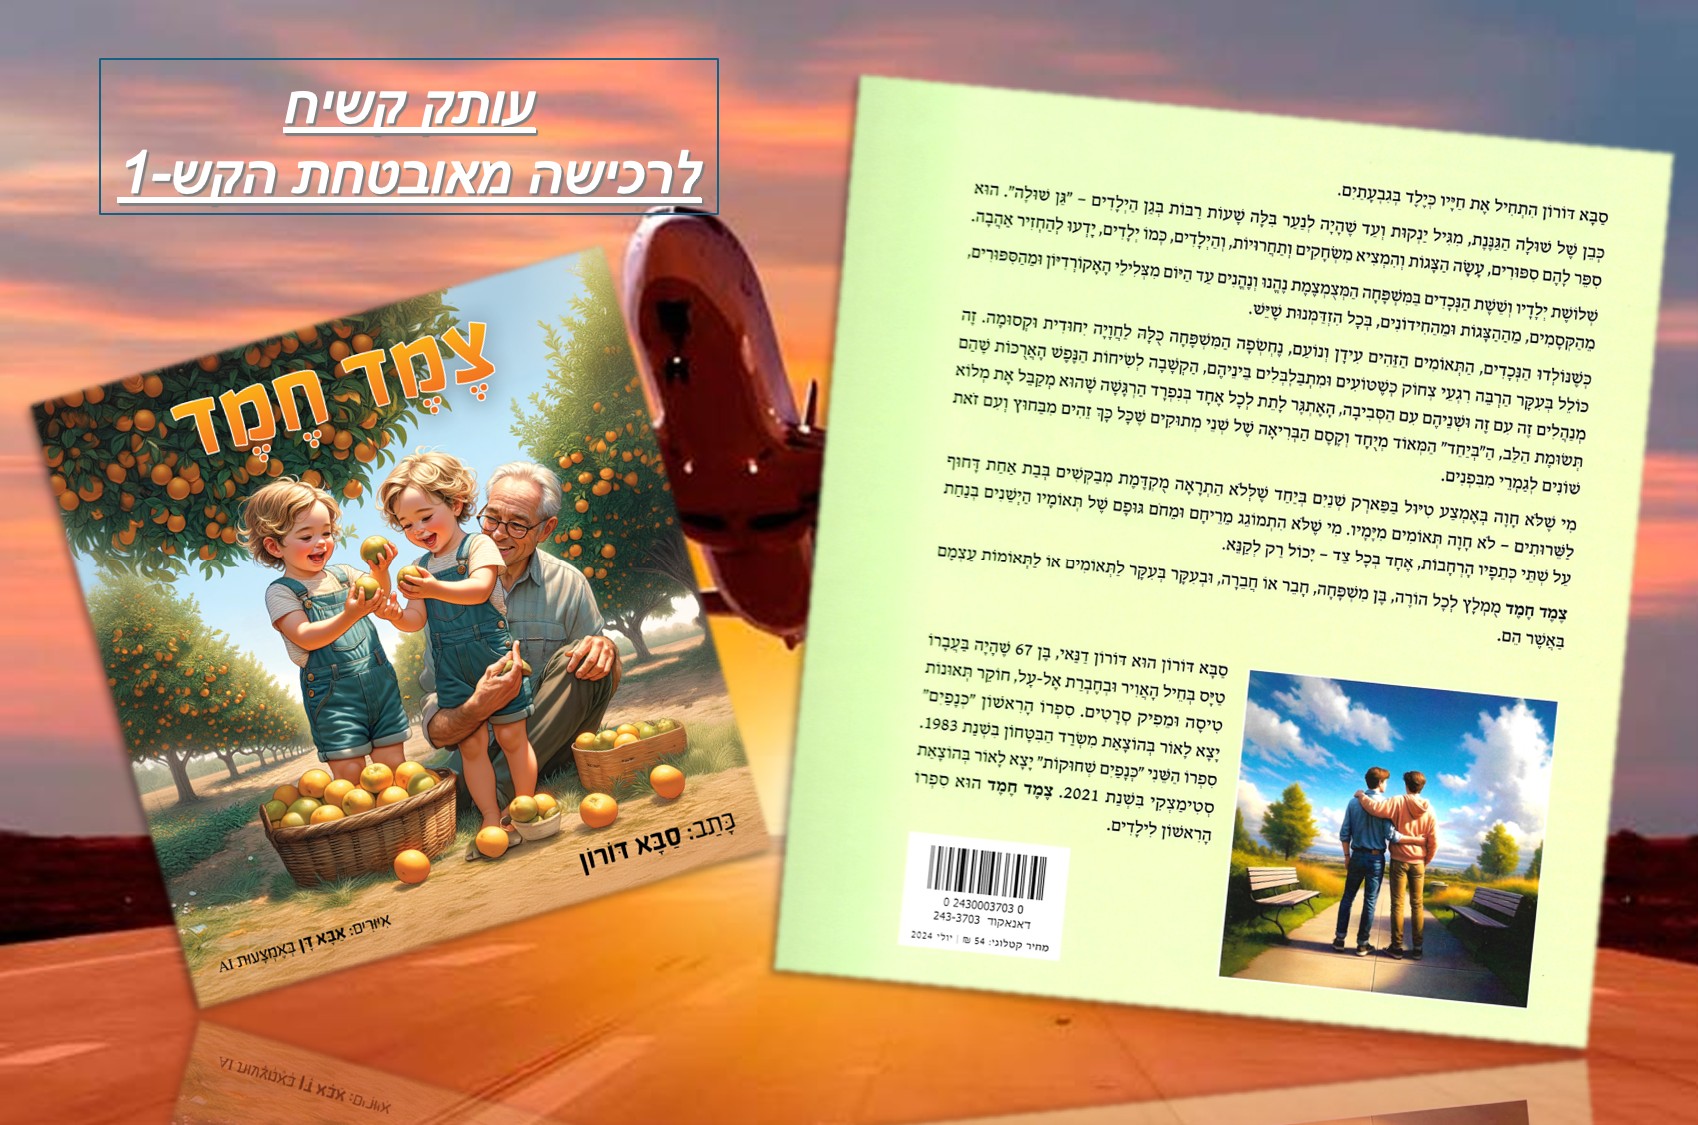 עותק קשיח
לרכישה מאובטחת הקש-1
צֶמֶד חֶמֶד
כָּתַב: סַבָּא דּוֹרוֹן
אִיּוּרִים: אַבָּא דָּן בְּאֶמְצָעוּת AI
סַבָּא דּוֹרוֹן הִתְחִיל אֶת חַיָּיו כְּיֶלֶד בְּגִבְעָתַיִם.
כְּבֵן שֶׁל שׁוּלָה הַגַּנֶּנֶת, מִגִּיל יַנְקוּת וְעַד שֶׁהָיָה לְנַעַר בִּלָּה שָׁעוֹת רַבּוֹת בְּגַן הַיְלָדִים – "גַּן שׁוּלָה". הוּא
סִפֵּר לָהֶם סִפּוּרִים, עָשָׂה הַצָּגוֹת וְהִמְצִיא מִשְׂחָקִים וְתַחֲרוּיוֹת, וְהַיְלָדִים, כְּמוֹ יְלָדִים, יָדְעוּ לְהַחְזִיר אַהֲבָה.
שְׁלוֹשֶׁת יְלָדָיו וְשֵׁשֶׁת הַנְּכָדִים בַּמִּשְׁפָּחָה הַמְּצֻמְצֶמֶת נֶהֱנוּ וְנֶהֱנִים עַד הַיּוֹם מִצְּלִילֵי הָאָקוֹרְדְּיוֹן וּמֵהַסִּפּוּרִים,
מֵהַקְּסָמִים, מֵהַהַצָּגוֹת וּמֵהַחִידוֹנִים, בְּכָל הִזְדַּמְּנוּת שֶׁיֵּשׁ.
כְּשֶׁנּוֹלְדוּ הַנְּכָדִים, הַתְּאוֹמִים הַזֵּהִים עִידָן וְנוֹעַם, נֶחְשְׂפָה הַמִּשְׁפָּחָה כֻּלָּהּ לַחֲוָיָה יִחוּדִית וּקְסוּמָה. זֶה
כּוֹלֵל בְּעִקָּר הַרְבֵּה רִגְעֵי צְחוֹק כְּשֶׁטּוֹעִים וּמִתְבַּלְבְּלִים בֵּינֵיהֶם, הַקְשָׁבָה לְשִׂיחוֹת הַנֶּפֶשׁ הָאֲרֻכּוֹת שֶׁהֵם
מְנַהֲלִים זֶה עִם זֶה וּשְׁנֵיהֶם עִם הַסְּבִיבָה, הָאֶתְגָּר לָתֵת לְכָל אֶחָד בְּנִפְרָד הַרְגָּשָׁה שֶׁהוּא מְקַבֵּל אֶת מְלוֹא
תְּשׂוּמֶת הַלֵּב, הַ"בְּיַחַד" הַמְּאוֹד מְיֻחָד וְקֶסֶם הַבְּרִיאָה שֶׁל שְׁנֵי מְתוּקִים שֶׁכָּל כָּךְ זֵהִים מִבַּחוּץ וְעִם זֹאת
שׁוֹנִים לְגַמְרֵי מִבִּפְנִים.
מִי שֶׁלֹּא חָוָה בְּאֶמְצַע טִיּוּל בַּפַּארְק שְׁנַיִם בְּיַחַד שֶׁלְּלֹא הַתְרָאָה מֻקְדֶּמֶת מְבַקְשִׁים בְּבַת אַחַת דָּחוּף
לַשֵּׁרוּתִים – לֹא חָוָה תְּאוֹמִים מִיָּמָיו. מִי שֶׁלֹּא הִתְמוֹגֵג מֵרֵיחָם וּמֵחֹם גּוּפָם שֶׁל תְּאוֹמָיו הַיְּשֵׁנִים בְּנַחַת
עַל שְׁתֵּי כְּתֵפָיו הָרְחָבוֹת, אֶחָד בְּכָל צַד – יָכוֹל רַק לְקַנֵּא.
צֶמֶד חֶמֶד מֻמְלָץ לְכָל הוֹרֶה, בֶּן מִשְׁפָּחָה, חָבֵר אוֹ חֲבֵרָה, וּבְעִקָּר בְּעִקָּר לִתְאוֹמִים אוֹ לִתְאוֹמוֹת עַצְמָם
בַּאֲשֶׁר הֵם.
סַבָּא דּוֹרוֹן הוּא דּוֹרוֹן דַּנַּאי, בֶּן 67 שֶׁהָיָה בַּעֲבָרוֹ
טַיָּס בְּחֵיל הָאֲוִיר וּבְחֶבְרַת אֶל-עָל, חוֹקֵר תְּאוּנוֹת
טִיסָה וּמֵפִיק סְרָטִים. סִפְרוֹ הָרִאשׁוֹן "כְּנָפַיִם"
יָצָא לָאוֹר בְּהוֹצָאַת מִשְׂרַד הַבִּטָּחוֹן בִּשְׁנַת 1983.
סִפְרוֹ הַשֵּׁנִי "כְּנָפַיִם שְׁחוּקוֹת" יָצָא לָאוֹר בְּהוֹצָאַת
סְטִימַצְקִי בִּשְׁנַת 2021. צֶמֶד חֶמֶד הוּא סִפְרוֹ
הָרִאשׁוֹן לִילָדִים.
0 2430003703 0
דאנאקוד 243-3703
מחיר קטלוגי: 54 ₪ | יולי 2024